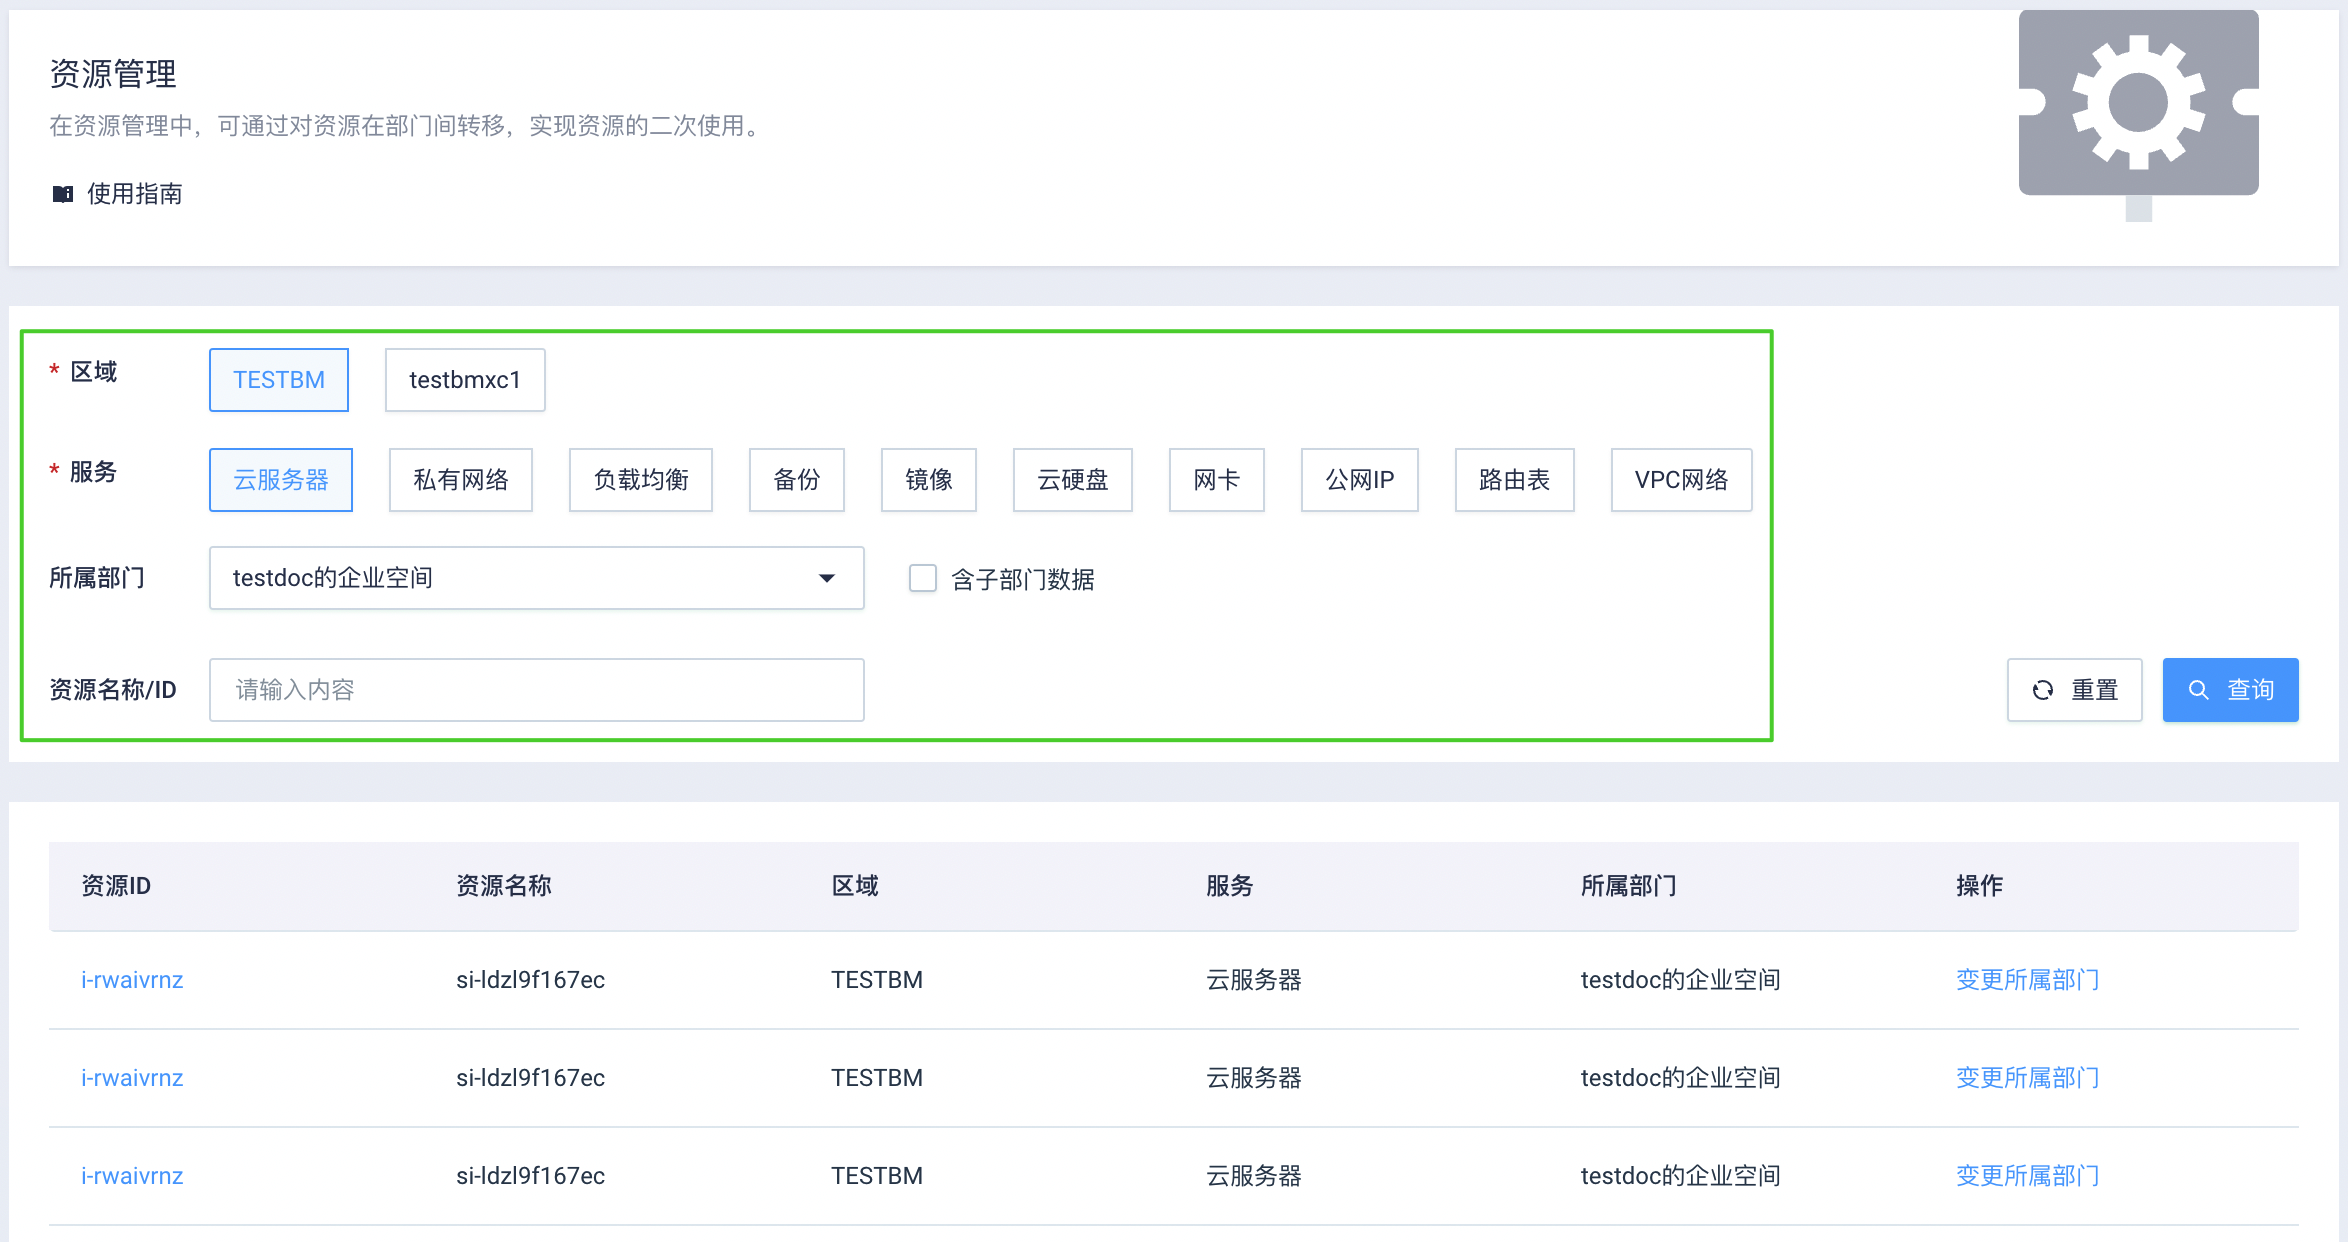 资源管理
在资源管理中，可通过对资源在部门间转移，实现资源的二次使用。
使用指南
* 区域 TESTBM testbmxc1
* 服务 云服务器 私有网络 负载均衡 备份 镜像 云硬盘 网卡 公网IP 路由表 VPC网络
所属部门 testdoc的企业空间 含子部门数据
资源名称/ID 请输入内容 重置 查询
资源ID 资源名称 区域 服务 所属部门 操作
i-rwaivrnz si-ldzl9f167ec TESTBM 云服务器 testdoc的企业空间 变更所属部门
i-rwaivrnz si-ldzl9f167ec TESTBM 云服务器 testdoc的企业空间 变更所属部门
i-rwaivrnz si-ldzl9f167ec TESTBM 云服务器 testdoc的企业空间 变更所属部门